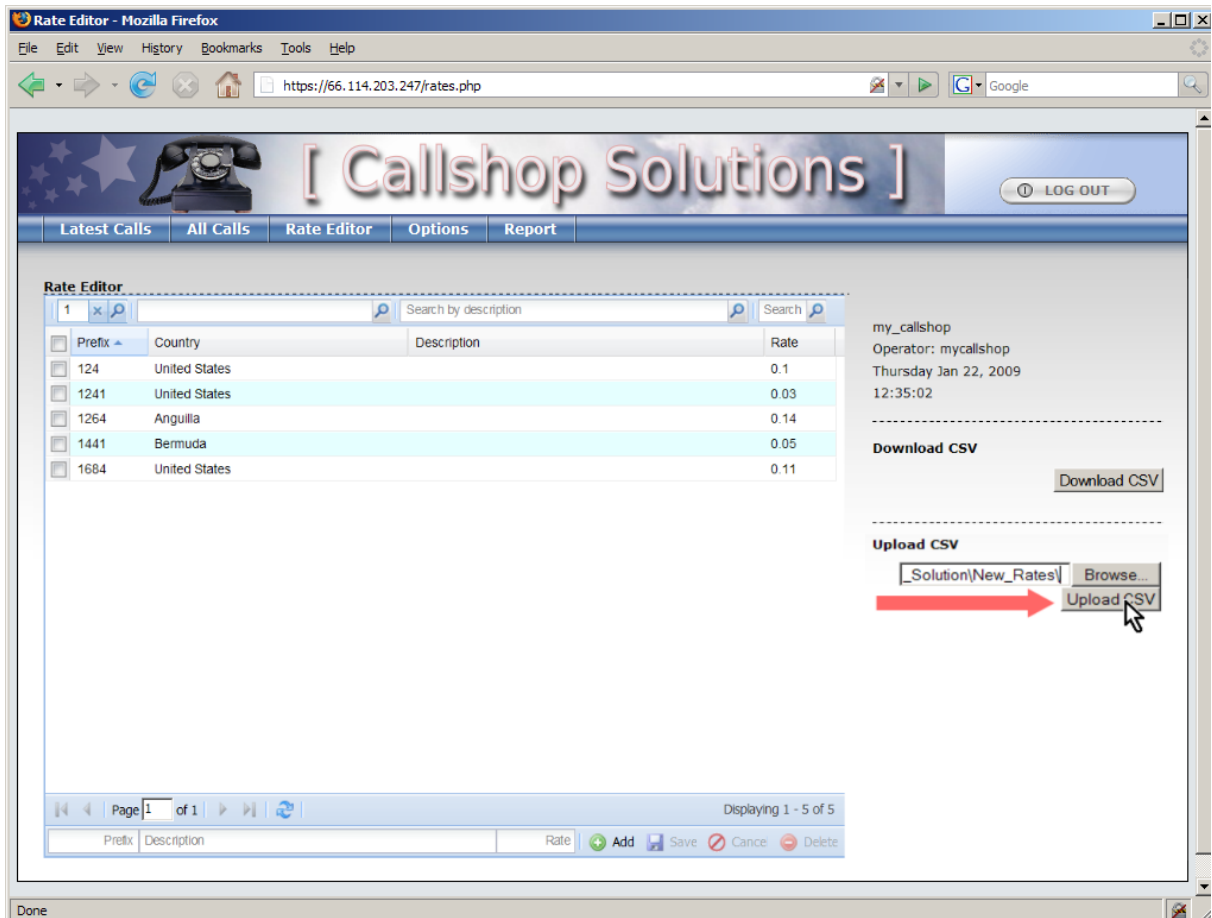 Rate Editor - Mozilla Firefox
File Edit View History Bookmarks Tools Help
https://66.114.203.247/rates.php
G Google
[ Callshop Solutions ]
LOG OUT
Latest Calls All Calls Rate Editor Options Report
Rate Editor
1 Search by description Search
Prefix Country Description Rate
124 United States 0.1
1241 United States 0.03
1264 Anguilla 0.14
1441 Bermuda 0.05
1684 United States 0.11
Page 1 of 1 Displaying 1 - 5 of 5
Prefix Description Rate Add Save Cancel Delete
my_callshop
Operator: mycallshop
Thursday Jan 22, 2009
12:35:02
Download CSV
Download CSV
Upload CSV
_Solution\New_Rates\ Browse...
Upload CSV
Done